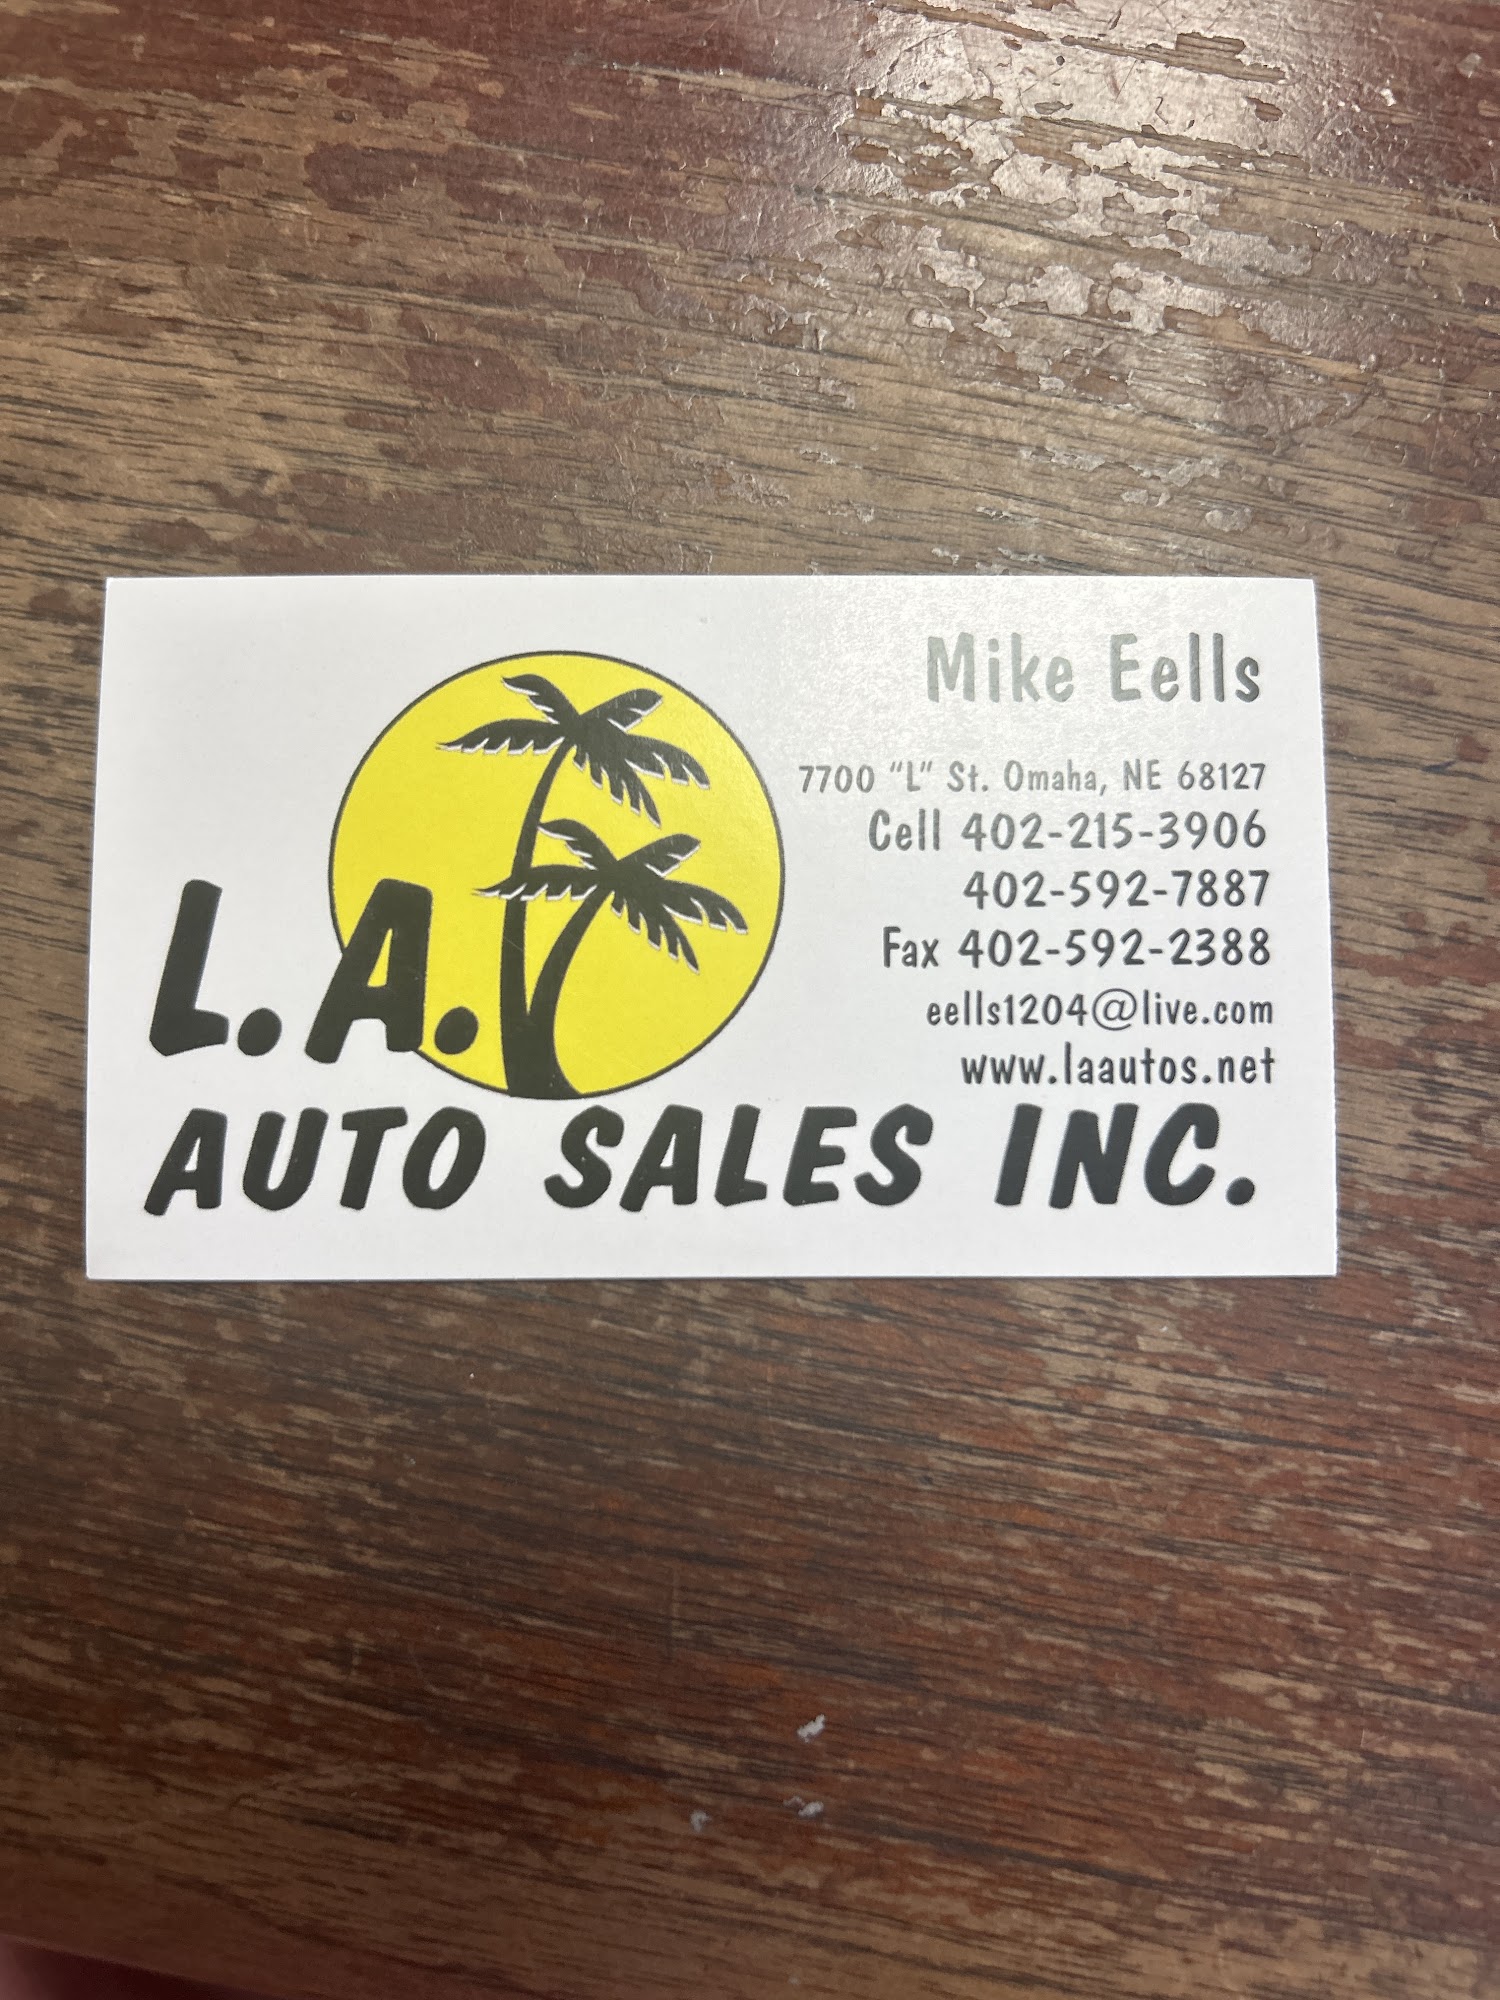 Mike Eells
7700 "L" St. Omaha, NE 68127
Cell 402-215-3906
402-592-7887
Fax 402-592-2388
eells1204@live.com
www.laautos.net
L.A.
AUTO SALES INC.